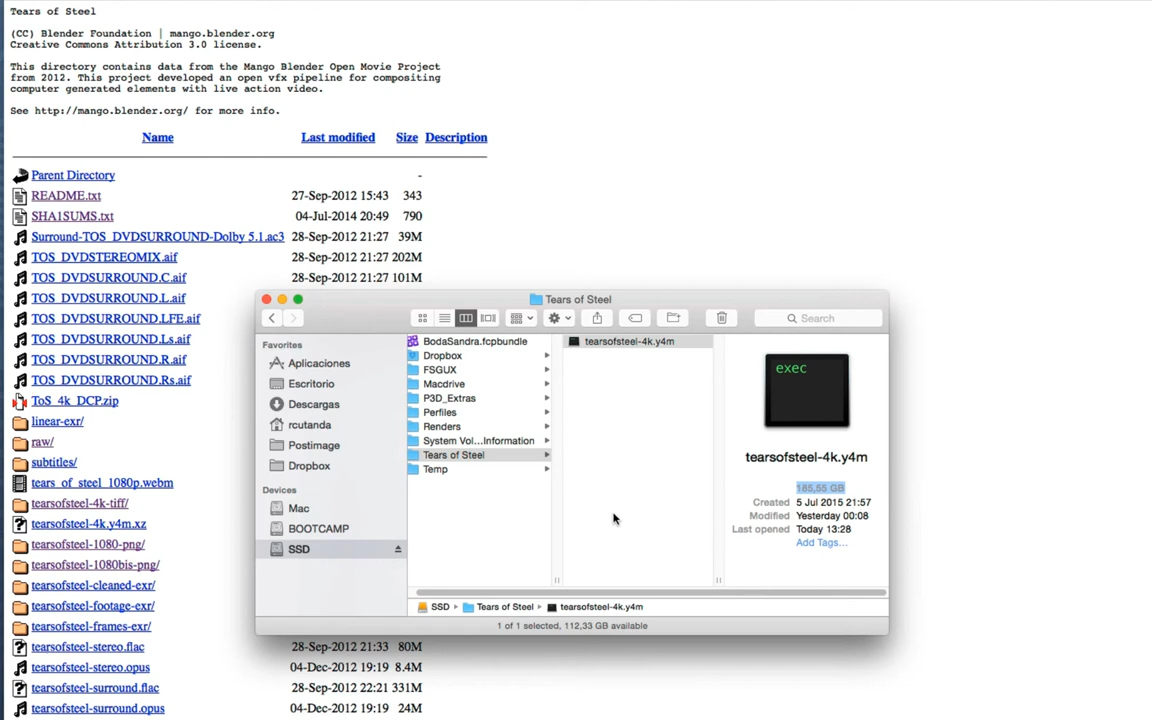 Tears of Steel
(CC) Blender Foundation | mango.blender.org
Creative Commons Attribution 3.0 license.
This directory contains data from the Mango Blender Open Movie Project
from 2012. This project developed an open vfx pipeline for compositing
computer generated elements with live action video.
See http://mango.blender.org/ for more info.
Name Last modified Size Description
Parent Directory -
README.txt 27-Sep-2012 15:43 343
SHA1SUMS.txt 04-Jul-2014 20:49 790
Surround-TOS_DVDSURROUND-Dolby 5.1.ac3 28-Sep-2012 21:27 39M
TOS_DVDSTEREOMIX.aif 28-Sep-2012 21:27 202M
TOS_DVDSURROUND.C.aif 28-Sep-2012 21:27 101M
TOS_DVDSURROUND.L.aif
TOS_DVDSURROUND.LFE.aif
TOS_DVDSURROUND.Ls.aif
TOS_DVDSURROUND.R.aif
TOS_DVDSURROUND.Rs.aif
ToS_4k_DCP.zip
linear-exr/
raw/
subtitles/
tears_of_steel_1080p.webm
tearsofsteel-4k-tiff/
tearsofsteel-4k.y4m.xz
tearsofsteel-1080-png/
tearsofsteel-1080bis-png/
tearsofsteel-cleaned-exr/
tearsofsteel-footage-exr/
tearsofsteel-frames-exr/
tearsofsteel-stereo.flac 28-Sep-2012 21:33 80M
tearsofsteel-stereo.opus 04-Dec-2012 19:19 8.4M
tearsofsteel-surround.flac 28-Sep-2012 22:21 331M
tearsofsteel-surround.opus 04-Dec-2012 19:19 24M
Tears of Steel
Search
Favorites
Aplicaciones
Escritorio
Descargas
rcutanda
Postimage
Dropbox
Devices
Mac
BOOTCAMP
SSD
BodaSandra.fcpbundle
Dropbox
FSGUX
Macdrive
P3D_Extras
Perfiles
Renders
System Vol...Information
Tears of Steel
Temp
tearsofsteel-4k.y4m
exec
tearsofsteel-4k.y4m
185,55 GB
Created 5 Jul 2015 21:57
Modified Yesterday 00:08
Last opened Today 13:28
Add Tags...
SSD Tears of Steel tearsofsteel-4k.y4m
1 of 1 selected, 112,33 GB available